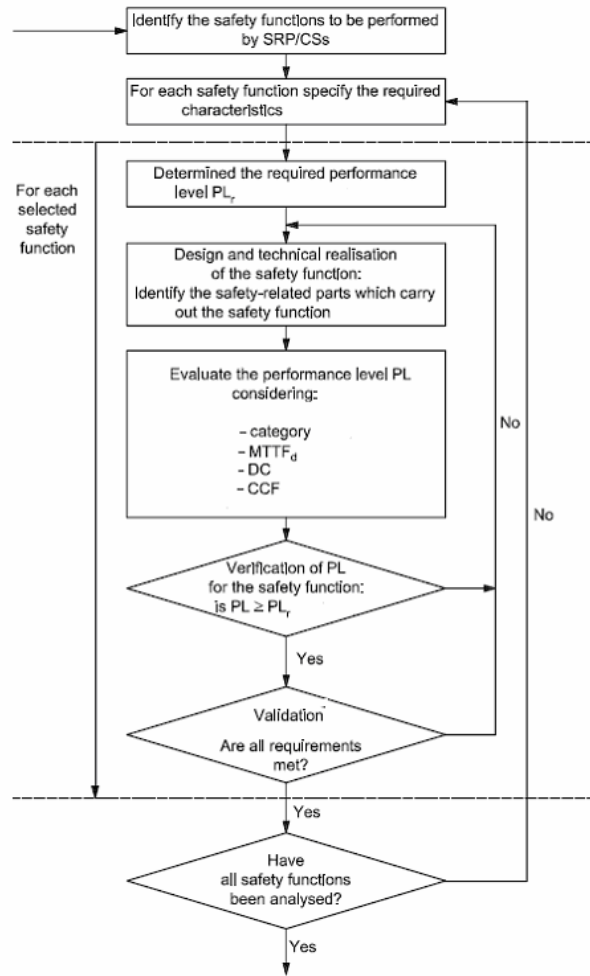 Identify the safety functions to be performed
by SRP/CSs
For each safety function specify the required
characteristics
For each
selected
safety
function
Determined the required performance
level PLr
Design and technical realisation
of the safety function:
Identify the safety-related parts which carry
out the safety function
Evaluate the performance level PL
considering:
– category
– MTTFd
– DC
– CCF
No
No
Verification of PL
for the safety function:
is PL ≥ PLr
Yes
Validation
Are all requirements
met?
Yes
Have
all safety functions
been analysed?
Yes